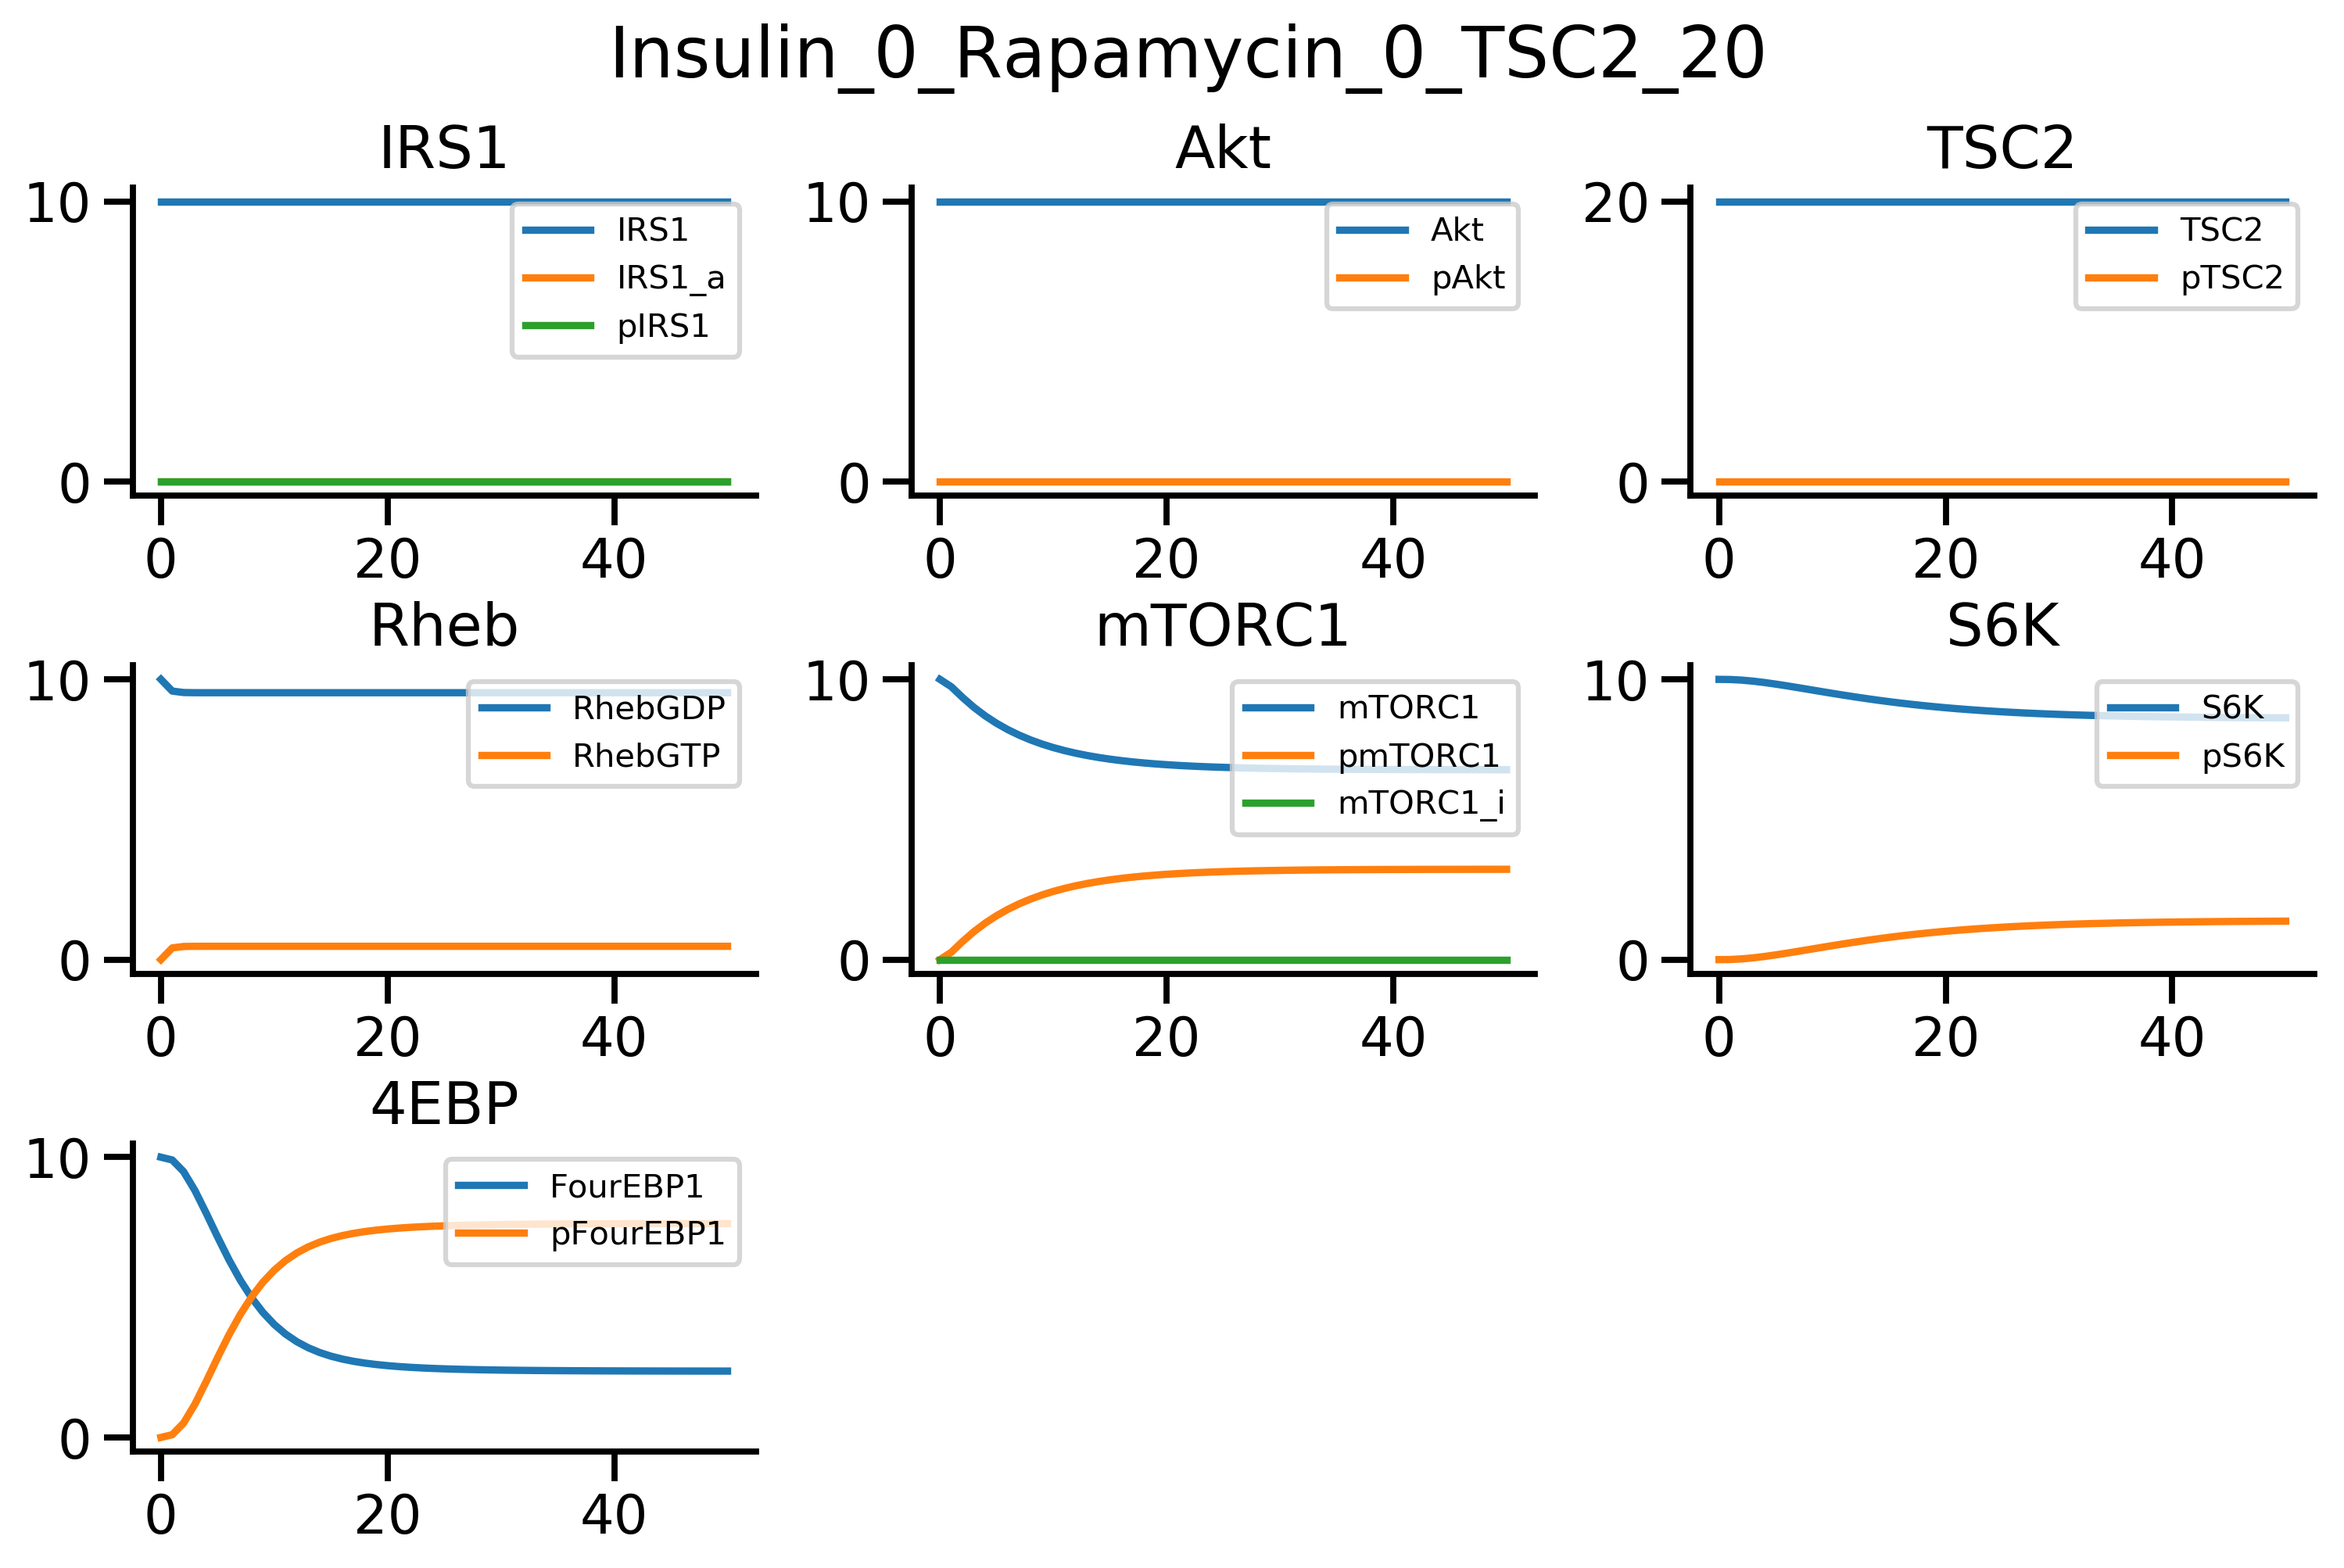 Insulin_0_Rapamycin_0_TSC2_20
IRS1
10
0
0 20 40
IRS1
IRS1_a
pIRS1
Akt
10
0
0 20 40
Akt
pAkt
TSC2
20
0
0 20 40
TSC2
pTSC2
Rheb
10
0
0 20 40
RhebGDP
RhebGTP
mTORC1
10
0
0 20 40
mTORC1
pmTORC1
mTORC1_i
S6K
10
0
0 20 40
S6K
pS6K
4EBP
10
0
0 20 40
FourEBP1
pFourEBP1